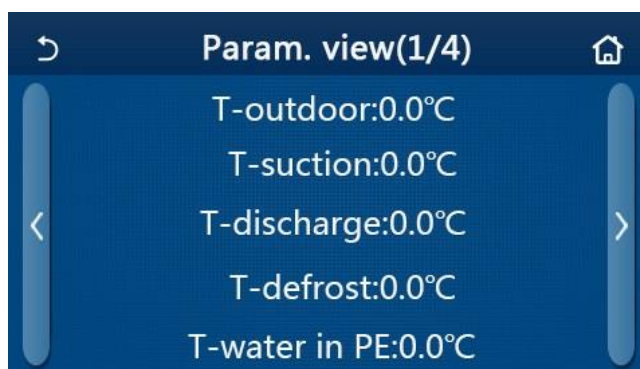 Param. view(1/4)
T-outdoor:0.0℃
T-suction:0.0℃
T-discharge:0.0℃
T-defrost:0.0℃
T-water in PE:0.0℃